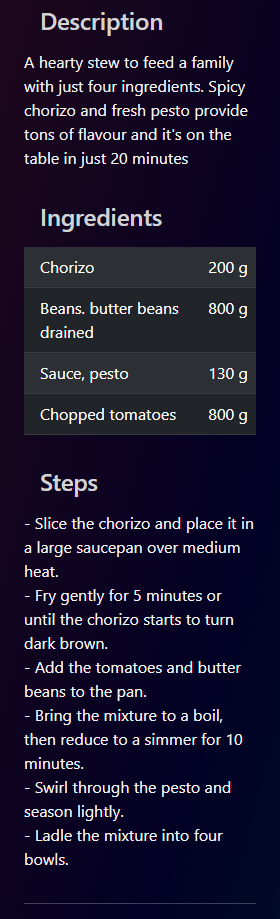 Description
A hearty stew to feed a family
with just four ingredients. Spicy
chorizo and fresh pesto provide
tons of flavour and it's on the
table in just 20 minutes
Ingredients
Chorizo 200 g
Beans. butter beans 800 g
drained
Sauce, pesto 130 g
Chopped tomatoes 800 g
Steps
- Slice the chorizo and place it in
a large saucepan over medium
heat.
- Fry gently for 5 minutes or
until the chorizo starts to turn
dark brown.
- Add the tomatoes and butter
beans to the pan.
- Bring the mixture to a boil,
then reduce to a simmer for 10
minutes.
- Swirl through the pesto and
season lightly.
- Ladle the mixture into four
bowls.